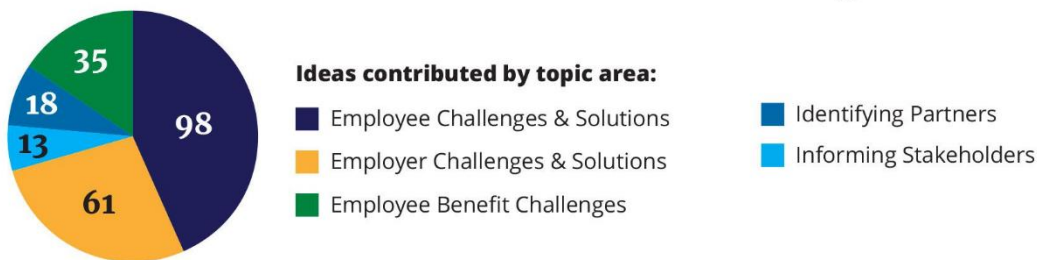 35
18
98
13
61
Ideas contributed by topic area:
Employee Challenges & Solutions
Employer Challenges & Solutions
Employee Benefit Challenges
Identifying Partners
Informing Stakeholders